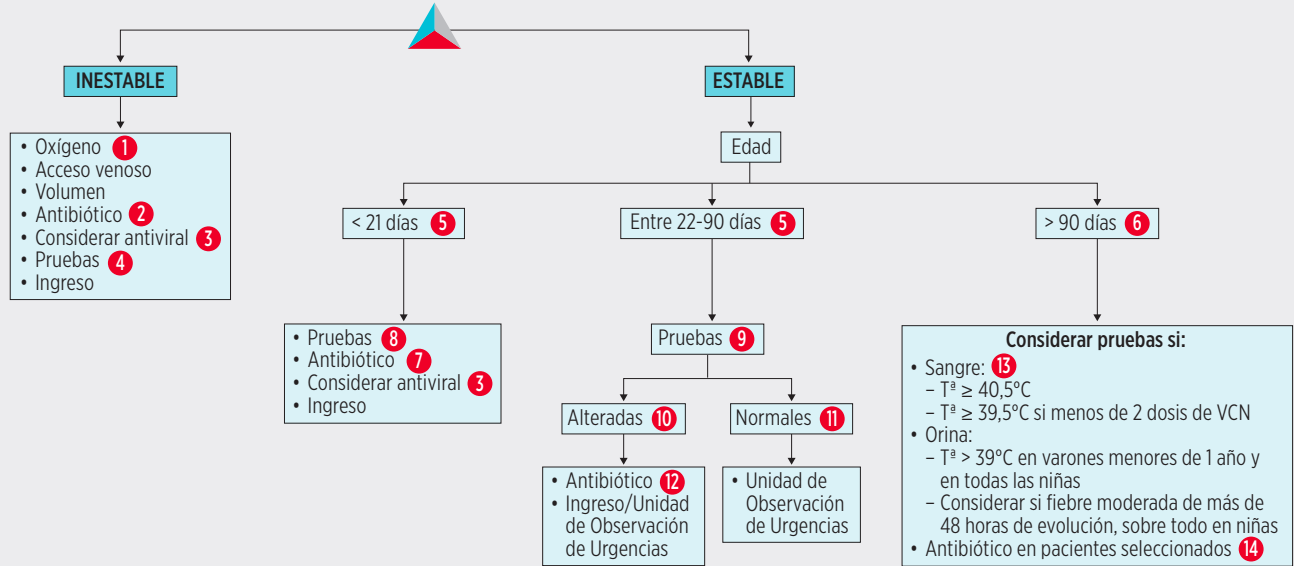 INESTABLE
• Oxígeno 1
• Acceso venoso
• Volumen
• Antibiótico 2
• Considerar antiviral 3
• Pruebas 4
• Ingreso
ESTABLE
Edad
< 21 días 5
• Pruebas 8
• Antibiótico 7
• Considerar antiviral 3
• Ingreso
Entre 22-90 días 5
Pruebas 9
Alteradas 10
• Antibiótico 12
• Ingreso/Unidad
de Observación
de Urgencias
Normales 11
• Unidad de
Observación
de Urgencias
> 90 días 6
Considerar pruebas si:
• Sangre: 13
– Tª ≥ 40,5ºC
– Tª ≥ 39,5ºC si menos de 2 dosis de VCN
• Orina:
– Tª > 39ºC en varones menores de 1 año y
en todas las niñas
– Considerar si fiebre moderada de más de
48 horas de evolución, sobre todo en niñas
• Antibiótico en pacientes seleccionados 14